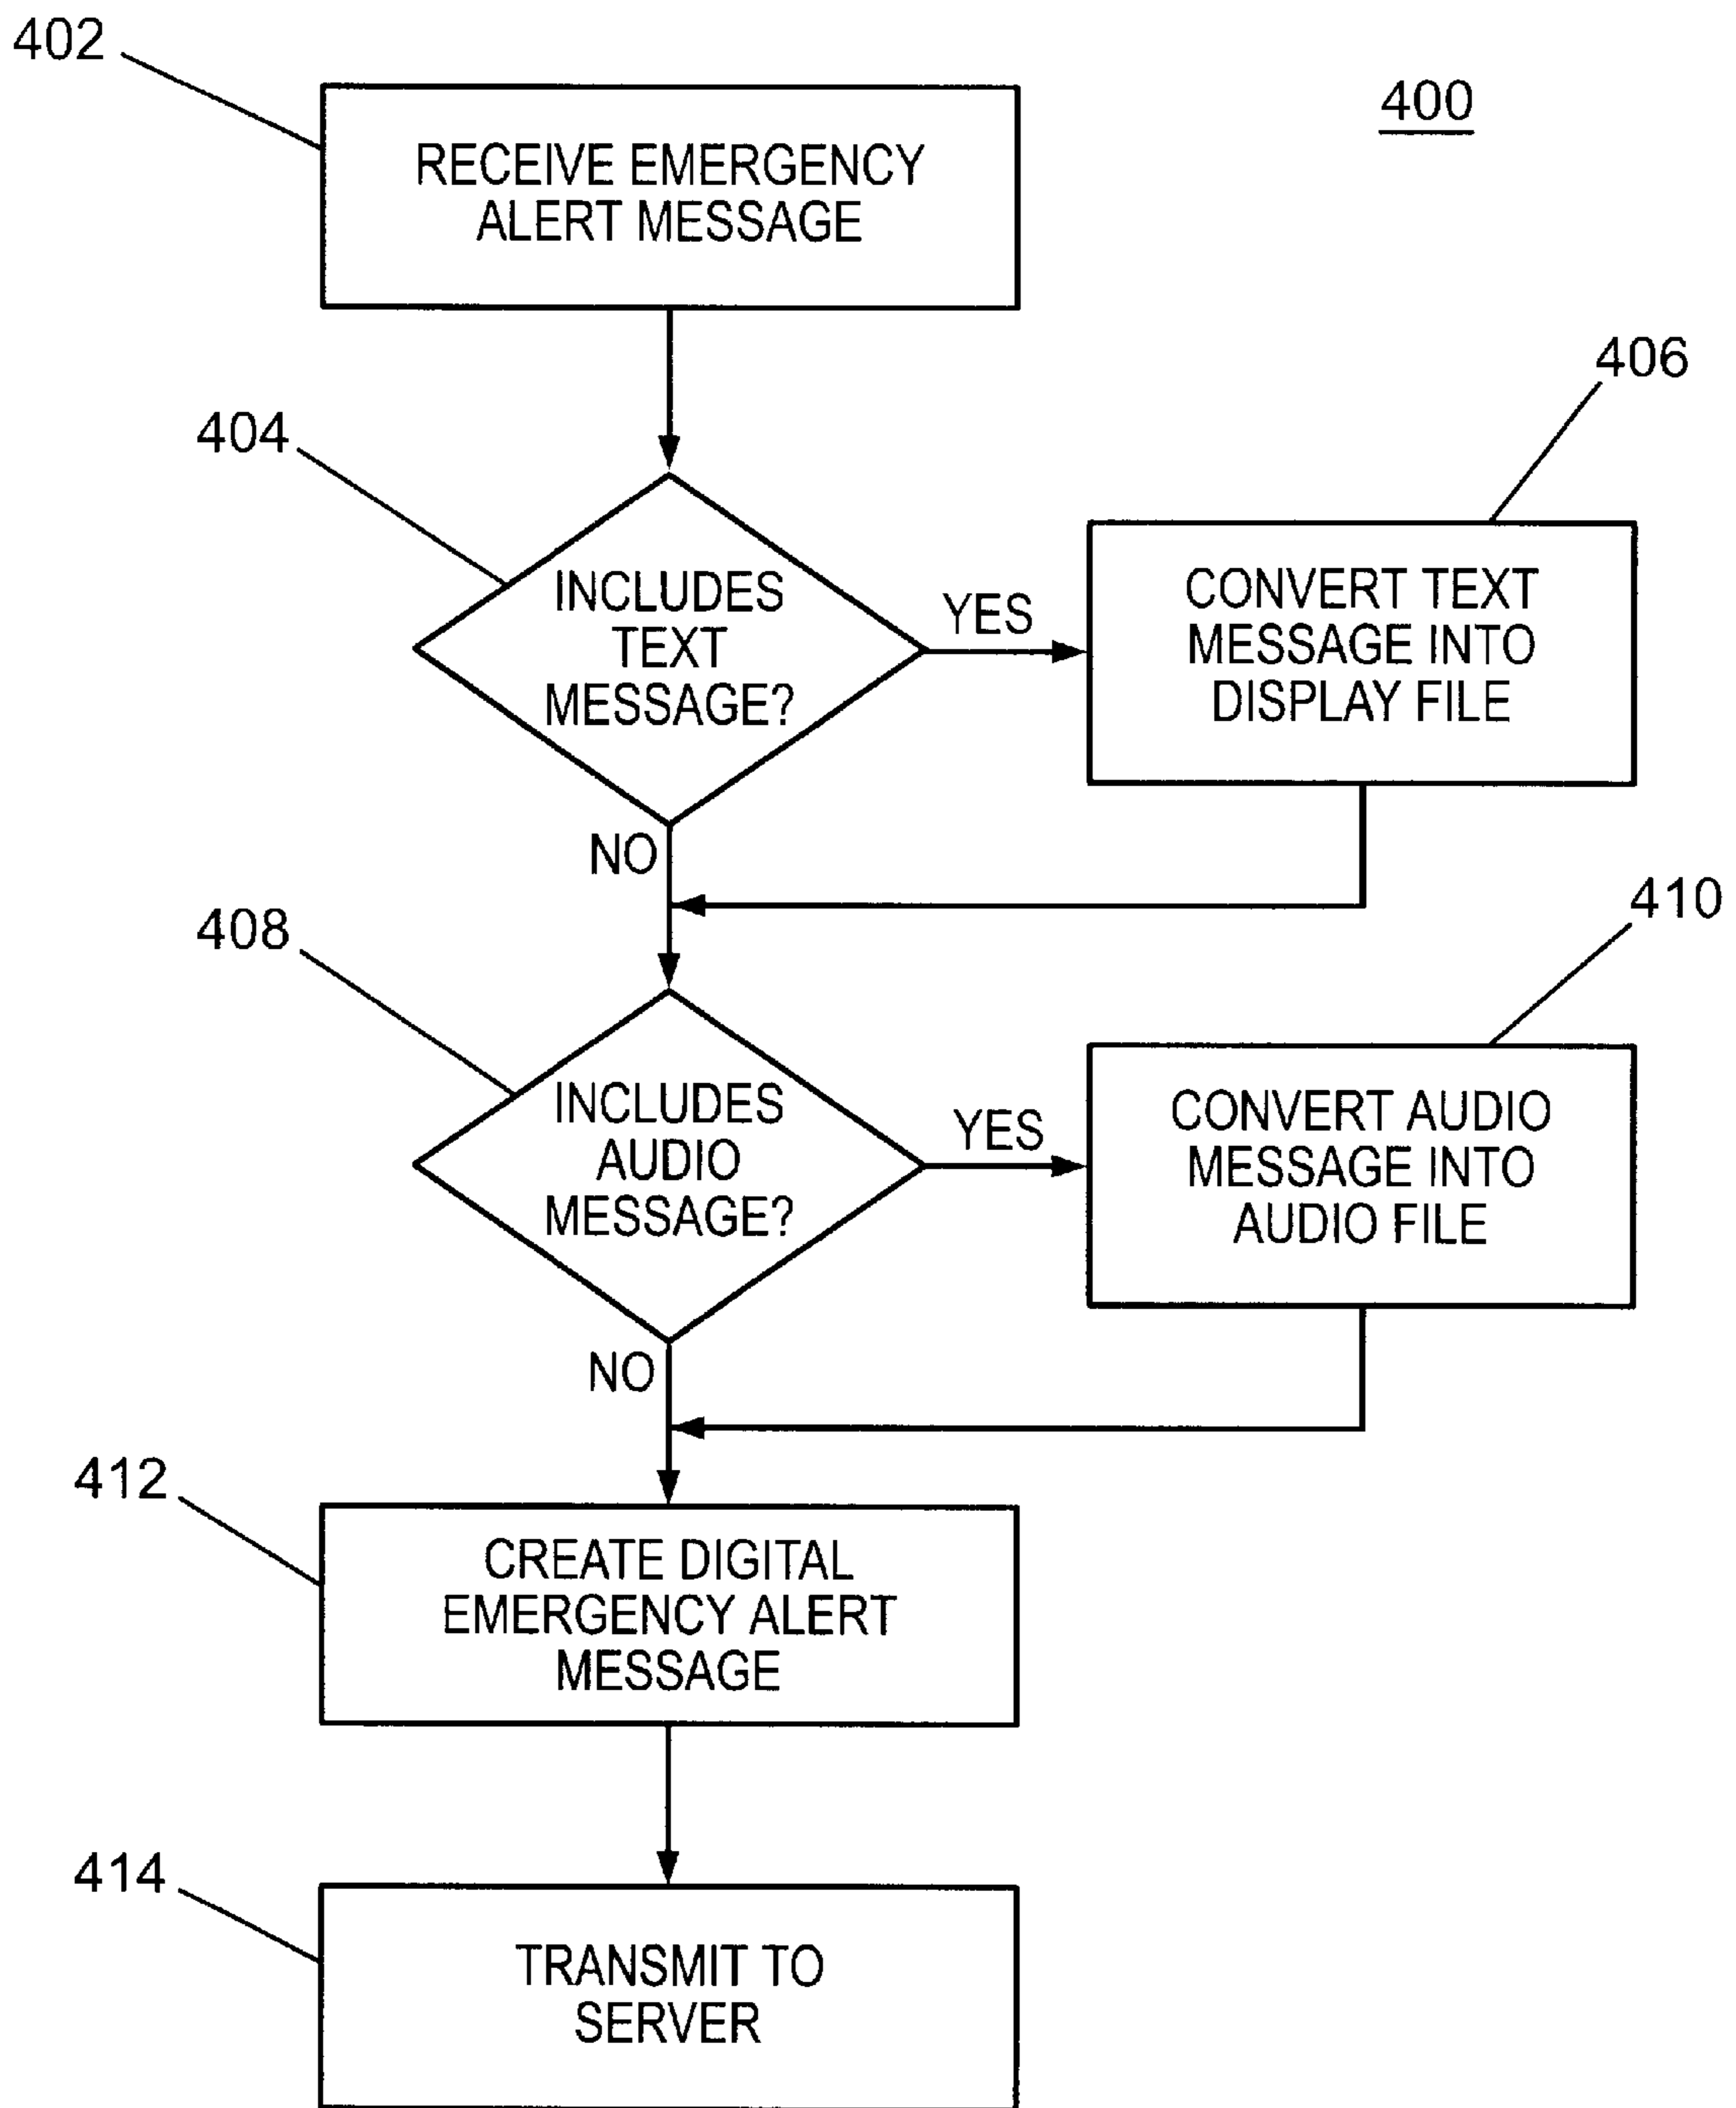 402
400
RECEIVE EMERGENCY
ALERT MESSAGE
406
404
INCLUDES
TEXT
MESSAGE?
YES
CONVERT TEXT
MESSAGE INTO
DISPLAY FILE
NO
410
408
INCLUDES
AUDIO
MESSAGE?
YES
CONVERT AUDIO
MESSAGE INTO
AUDIO FILE
NO
412
CREATE DIGITAL
EMERGENCY ALERT
MESSAGE
414
TRANSMIT TO
SERVER